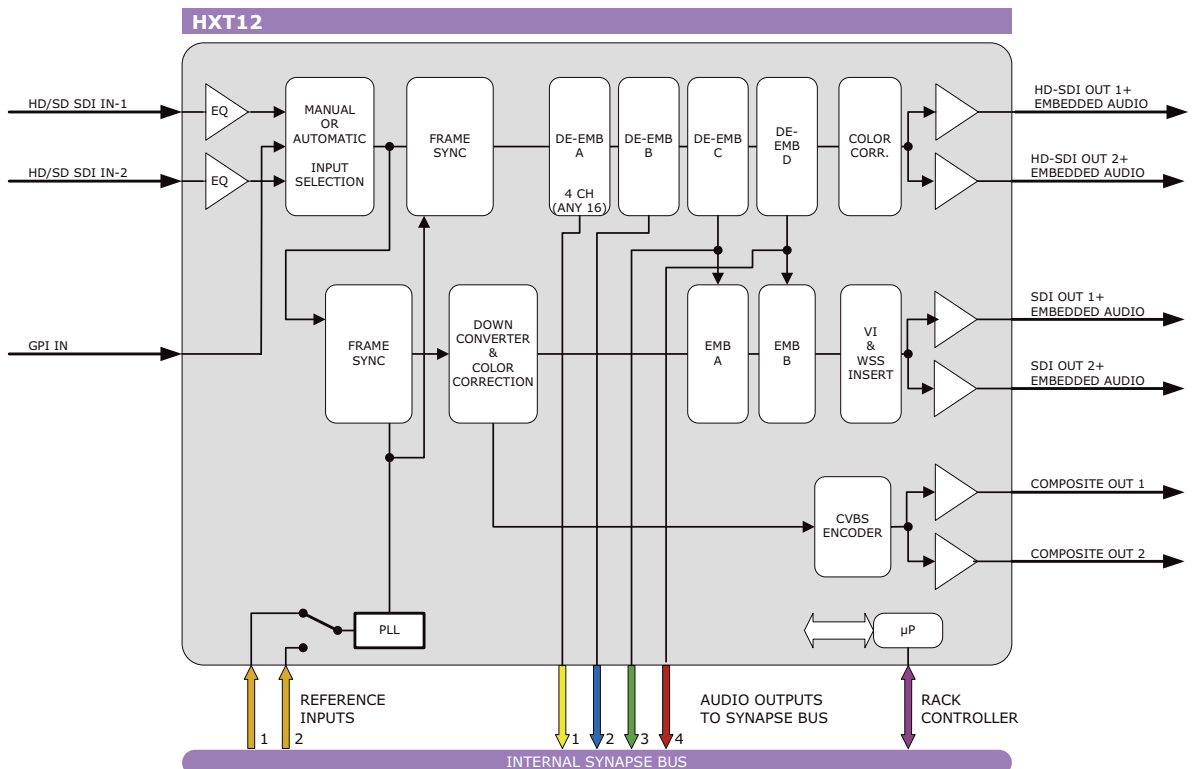 HXT12
HD/SD SDI IN-1
HD/SD SDI IN-2
GPI IN
EQ
EQ
MANUAL
OR
AUTOMATIC
INPUT
SELECTION
FRAME
SYNC
DE-EMB
A
4 CH
(ANY 16)
DE-EMB
B
DE-EMB
C
DE-
EMB
D
COLOR
CORR.
HD-SDI OUT 1+
EMBEDDED AUDIO
HD-SDI OUT 2+
EMBEDDED AUDIO
FRAME
SYNC
DOWN
CONVERTER
&
COLOR
CORRECTION
EMB
A
EMB
B
VI
&
WSS
INSERT
SDI OUT 1+
EMBEDDED AUDIO
SDI OUT 2+
EMBEDDED AUDIO
CVBS
ENCODER
COMPOSITE OUT 1
COMPOSITE OUT 2
PLL
µP
REFERENCE
INPUTS
1
2
1
2
3
4
AUDIO OUTPUTS
TO SYNAPSE BUS
RACK
CONTROLLER
INTERNAL SYNAPSE BUS